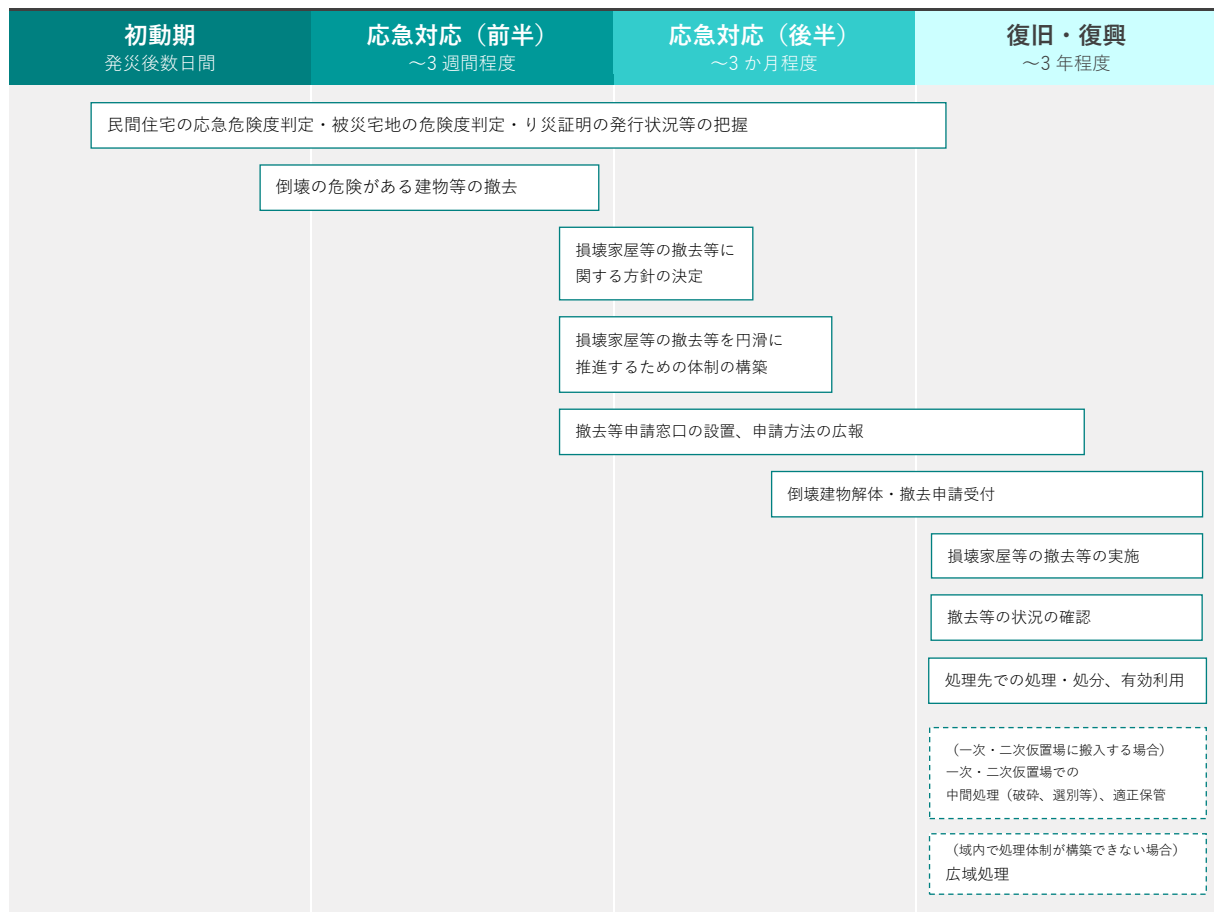 初動期
発災後数日間
応急対応（前半）
～3 週間程度
応急対応（後半）
～3 か月程度
復旧・復興
～3 年程度
民間住宅の応急危険度判定・被災宅地の危険度判定・り災証明の発行状況等の把握
倒壊の危険がある建物等の撤去
損壊家屋等の撤去等に
関する方針の決定
損壊家屋等の撤去等を円滑に
推進するための体制の構築
撤去等申請窓口の設置、申請方法の広報
倒壊建物解体・撤去申請受付
損壊家屋等の撤去等の実施
撤去等の状況の確認
処理先での処理・処分、有効利用
（一次・二次仮置場に搬入する場合）
一次・二次仮置場での
中間処理（破砕、選別等）、適正保管
（域内で処理体制が構築できない場合）
広域処理